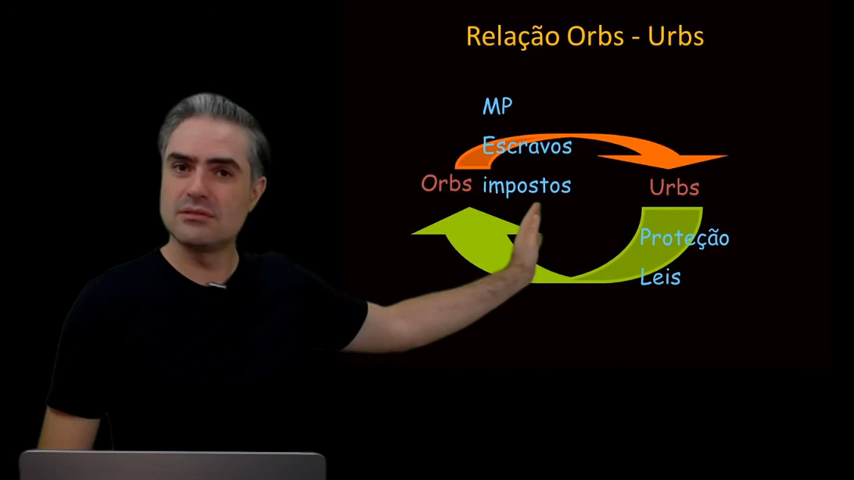 Relação Orbs - Urbs
MP
Escravos
Orbs impostos
Urbs
Proteção
Leis